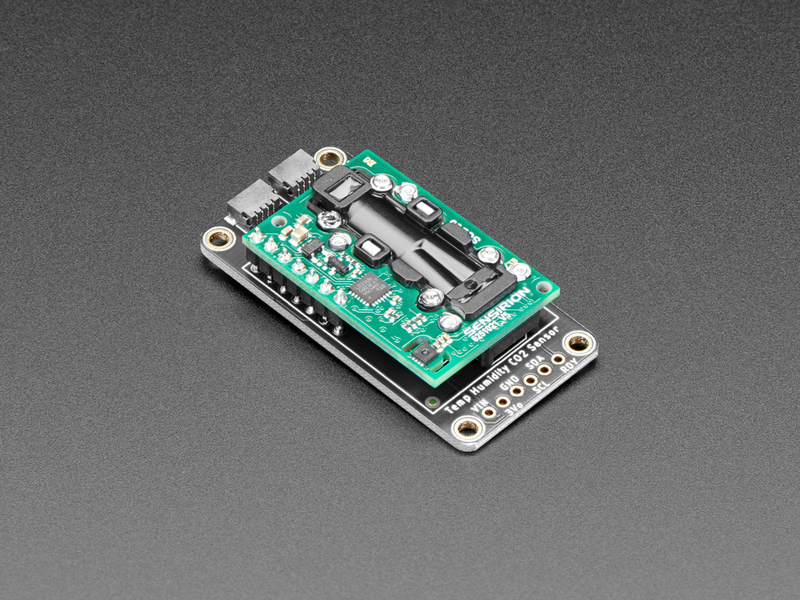 SENSIRION
Temp Humidity CO2 Sensor
VIN
3Vo
GND
SCL
SDA
RDY